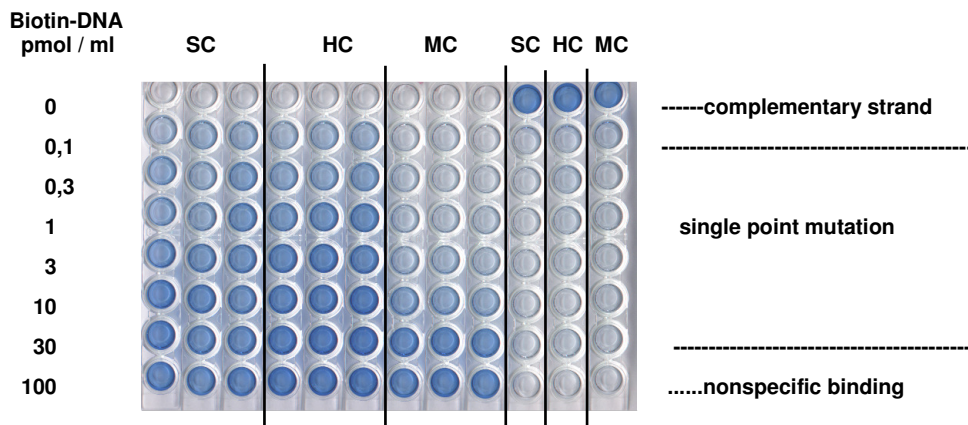 Biotin-DNA
pmol / ml
SC HC MC SC HC MC
0 ------complementary strand
0,1 --------------------------------------------
0,3
1 single point mutation
3
10
30 ------------------------------------------
100 ......nonspecific binding